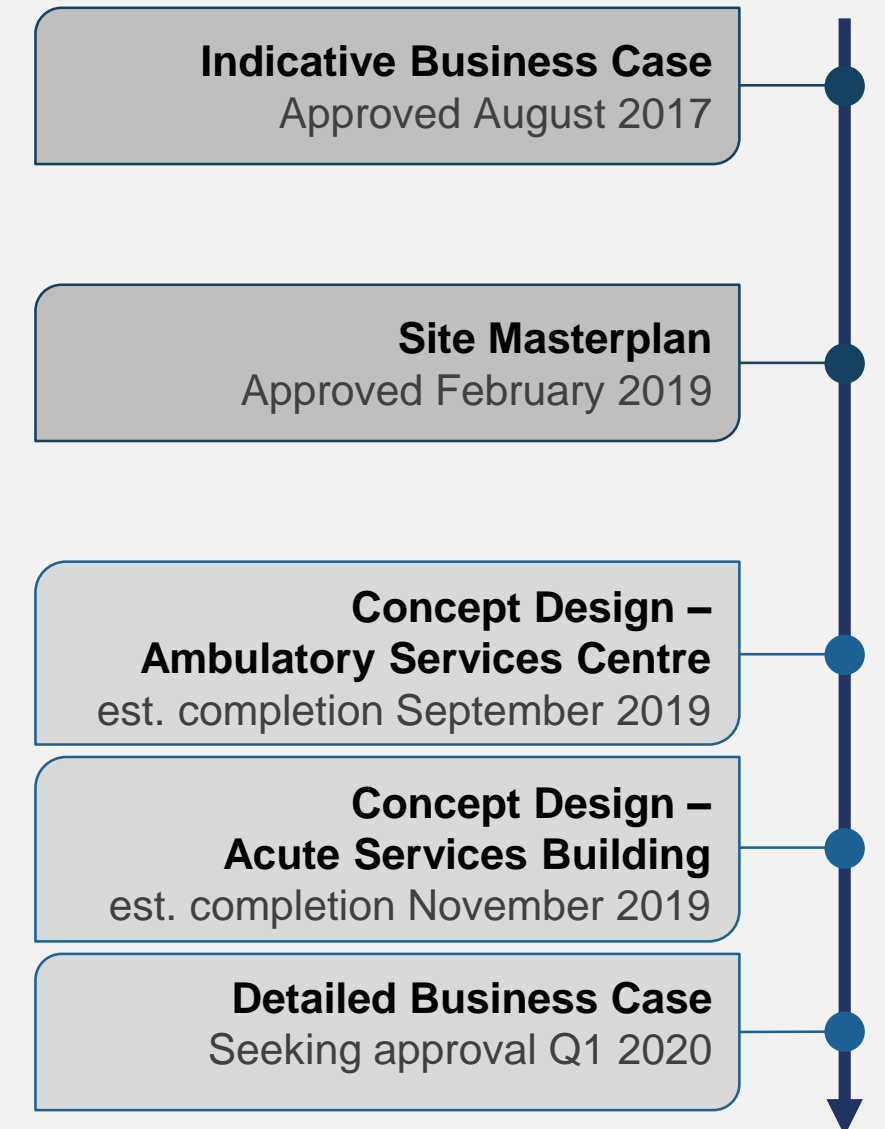 Indicative Business Case
Approved August 2017
Site Masterplan
Approved February 2019
Concept Design –
Ambulatory Services Centre
est. completion September 2019
Concept Design –
Acute Services Building
est. completion November 2019
Detailed Business Case
Seeking approval Q1 2020